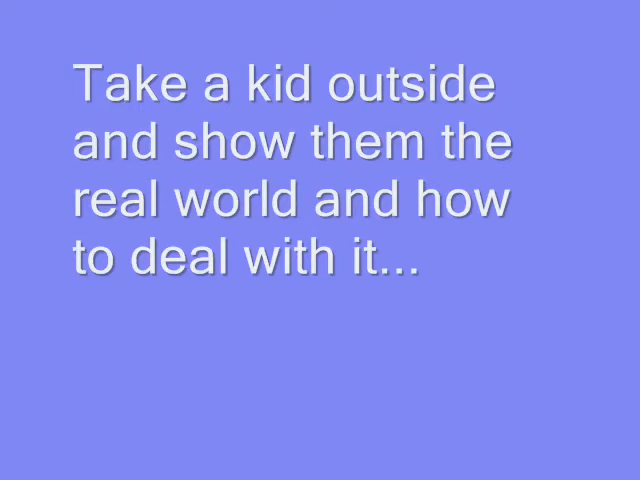 Take a kid outside
and show them the
real world and how
to deal with it...